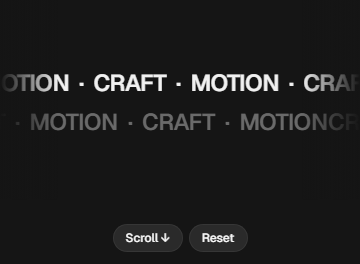 OTION · CRAFT · MOTION · CRAF
· MOTION · CRAFT · MOTIONCR
Scroll ↓
Reset